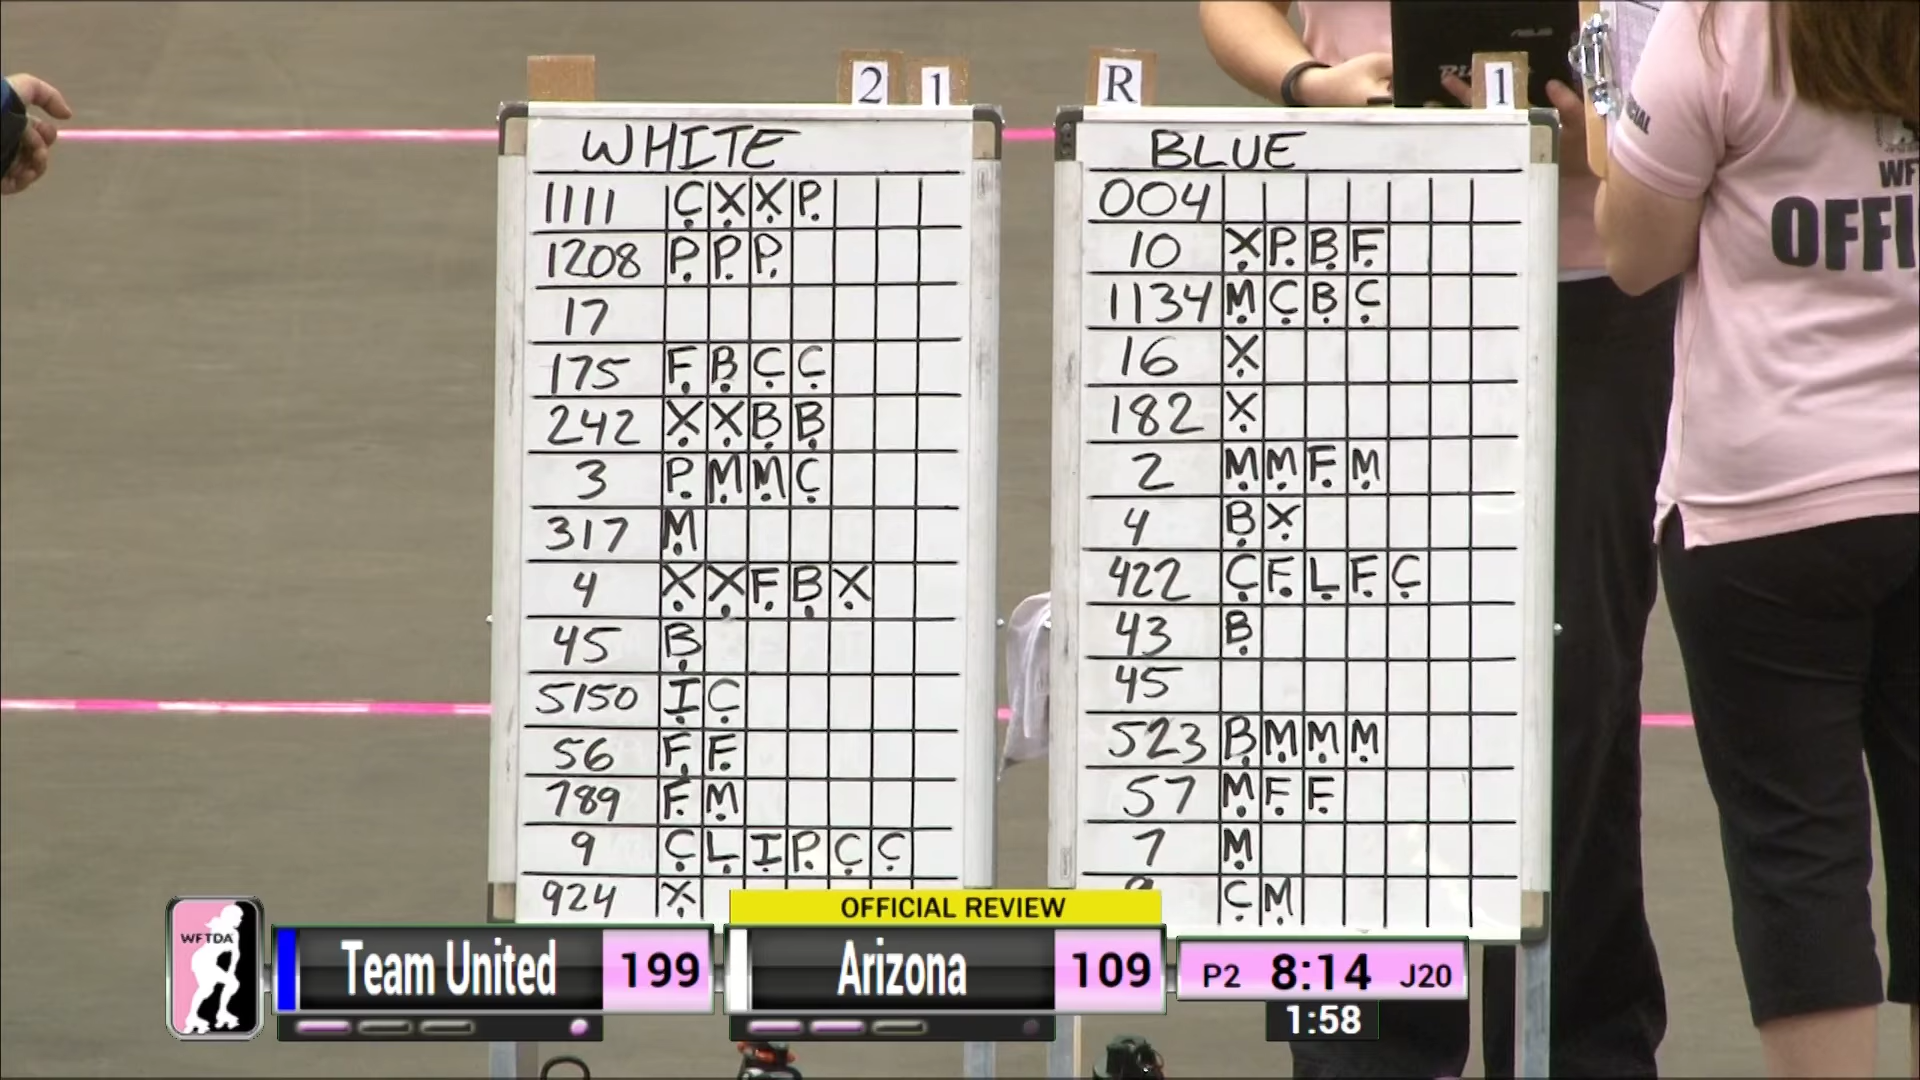 2 1
R 1
ASUS
WHITE
1111 C X X P.
1208 P. P. P.
17
175 F B C C
242 X X B B
3 P. M M C
317 M
4 X X F. B X
45 B
5150 I C
56 F F.
789 F. M
9 C L I P. C C
924 X
BLUE
004
10 X P. B F
1134 M C B C
16 X
182 X
2 M M F M
4 B X
422 C F. L F. C
43 B
45
523 B M M M
57 M F F
7 M
C M
WF
OFFI
OFFICIAL REVIEW
WFTDA
Team United 199
Arizona 109
P2 8:14 J20
1:58